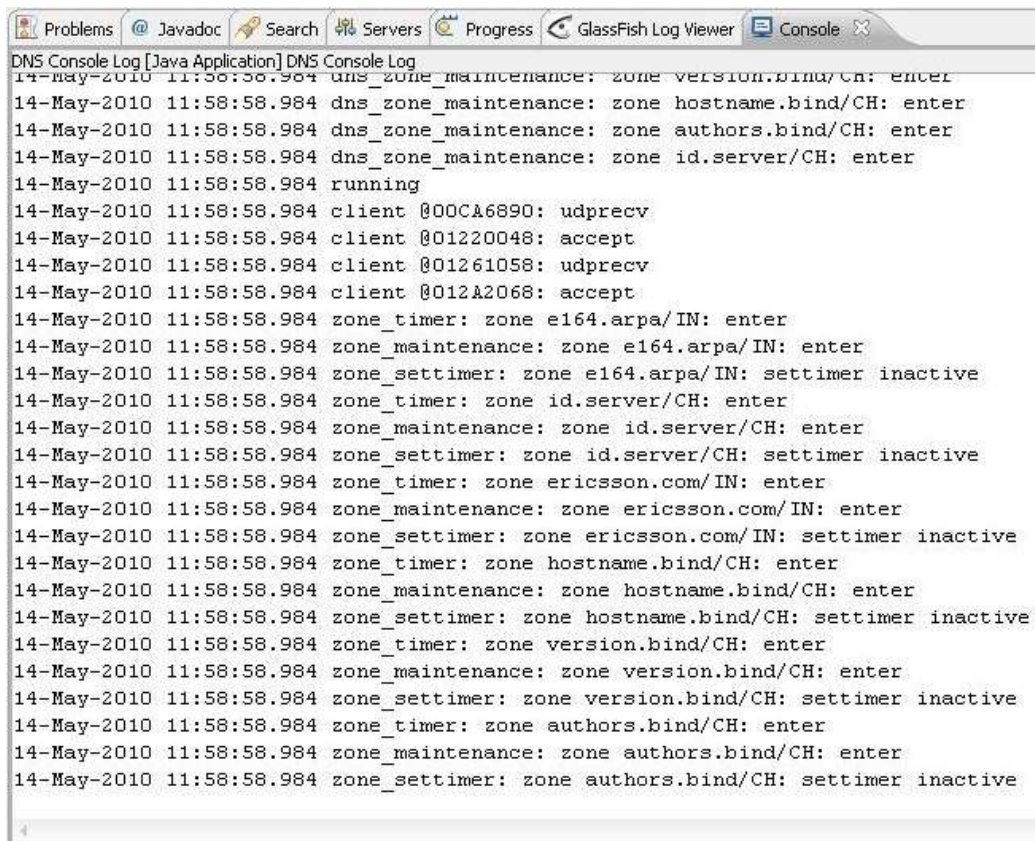 Problems @ Javadoc Search Servers Progress GlassFish Log Viewer Console
DNS Console Log [Java Application] DNS Console Log
14-May-2010 11:58:58.984 dns_zone_maintenance: zone version.bind/CH: enter
14-May-2010 11:58:58.984 dns_zone_maintenance: zone hostname.bind/CH: enter
14-May-2010 11:58:58.984 dns_zone_maintenance: zone authors.bind/CH: enter
14-May-2010 11:58:58.984 dns_zone_maintenance: zone id.server/CH: enter
14-May-2010 11:58:58.984 running
14-May-2010 11:58:58.984 client @00CA6890: udprecv
14-May-2010 11:58:58.984 client @01220048: accept
14-May-2010 11:58:58.984 client @01261058: udprecv
14-May-2010 11:58:58.984 client @012A2068: accept
14-May-2010 11:58:58.984 zone_timer: zone e164.arpa/IN: enter
14-May-2010 11:58:58.984 zone_maintenance: zone e164.arpa/IN: enter
14-May-2010 11:58:58.984 zone_settimer: zone e164.arpa/IN: settimer inactive
14-May-2010 11:58:58.984 zone_timer: zone id.server/CH: enter
14-May-2010 11:58:58.984 zone_maintenance: zone id.server/CH: enter
14-May-2010 11:58:58.984 zone_settimer: zone id.server/CH: settimer inactive
14-May-2010 11:58:58.984 zone_timer: zone ericsson.com/IN: enter
14-May-2010 11:58:58.984 zone_maintenance: zone ericsson.com/IN: enter
14-May-2010 11:58:58.984 zone_settimer: zone ericsson.com/IN: settimer inactive
14-May-2010 11:58:58.984 zone_timer: zone hostname.bind/CH: enter
14-May-2010 11:58:58.984 zone_maintenance: zone hostname.bind/CH: enter
14-May-2010 11:58:58.984 zone_settimer: zone hostname.bind/CH: settimer inactive
14-May-2010 11:58:58.984 zone_timer: zone version.bind/CH: enter
14-May-2010 11:58:58.984 zone_maintenance: zone version.bind/CH: enter
14-May-2010 11:58:58.984 zone_settimer: zone version.bind/CH: settimer inactive
14-May-2010 11:58:58.984 zone_timer: zone authors.bind/CH: enter
14-May-2010 11:58:58.984 zone_maintenance: zone authors.bind/CH: enter
14-May-2010 11:58:58.984 zone_settimer: zone authors.bind/CH: settimer inactive